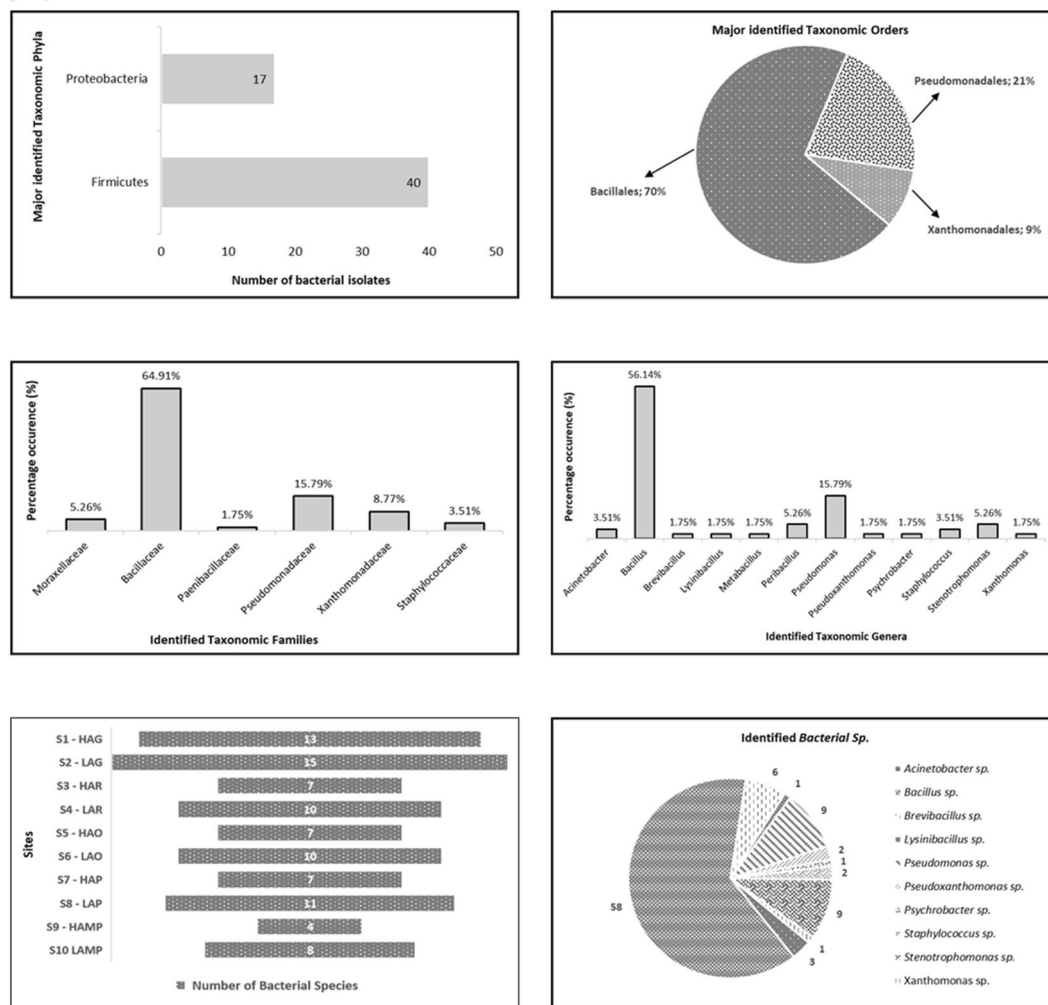 Major identified Taxonomic Phyla
Proteobacteria
17
Firmicutes
40
0 10 20 30 40 50
Number of bacterial isolates
Major identified Taxonomic Orders
Pseudomonadales; 21%
Bacillales; 70%
Xanthomonadales; 9%
Percentage occurence (%)
64.91%
15.79%
8.77%
5.26%
3.51%
1.75%
Moraxellaceae
Bacillaceae
Paenibacillaceae
Pseudomonadaceae
Xanthomonadaceae
Staphylococcaceae
Identified Taxonomic Families
Percentage occurence (%)
56.14%
15.79%
3.51% 1.75% 1.75% 1.75% 5.26% 1.75% 1.75% 3.51% 5.26% 1.75%
Acinetobacter
Bacillus
Brevibacillus
Lysinibacillus
Metabacillus
Peribacillus
Pseudomonas
Pseudoxanthomonas
Psychrobacter
Staphylococcus
Stenotrophomonas
Xanthomonas
Identified Taxonomic Genera
Sites
S1 - HAG 13
S2 - LAG 15
S3 - HAR 7
S4 - LAR 10
S5 - HAO 7
S6 - LAO 10
S7 - HAP 7
S8 - LAP 11
S9 - HAMP 4
S10 LAMP 8
Number of Bacterial Species
Identified Bacterial Sp.
6
1
9
2
1
2
9
1
3
58
Acinetobacter sp.
Bacillus sp.
Brevibacillus sp.
Lysinibacillus sp.
Pseudomonas sp.
Pseudoxanthomonas sp.
Psychrobacter sp.
Staphylococcus sp.
Stenotrophomonas sp.
Xanthomonas sp.